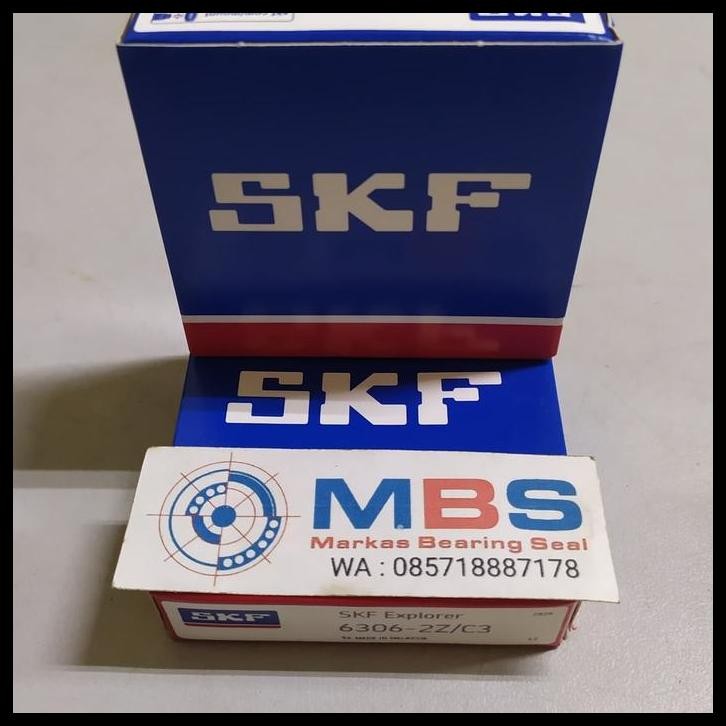 SKF
SKF
MBS
Markas Bearing Seal
WA : 085718887178
SKF
SKF Explorer
6306-2Z/C3